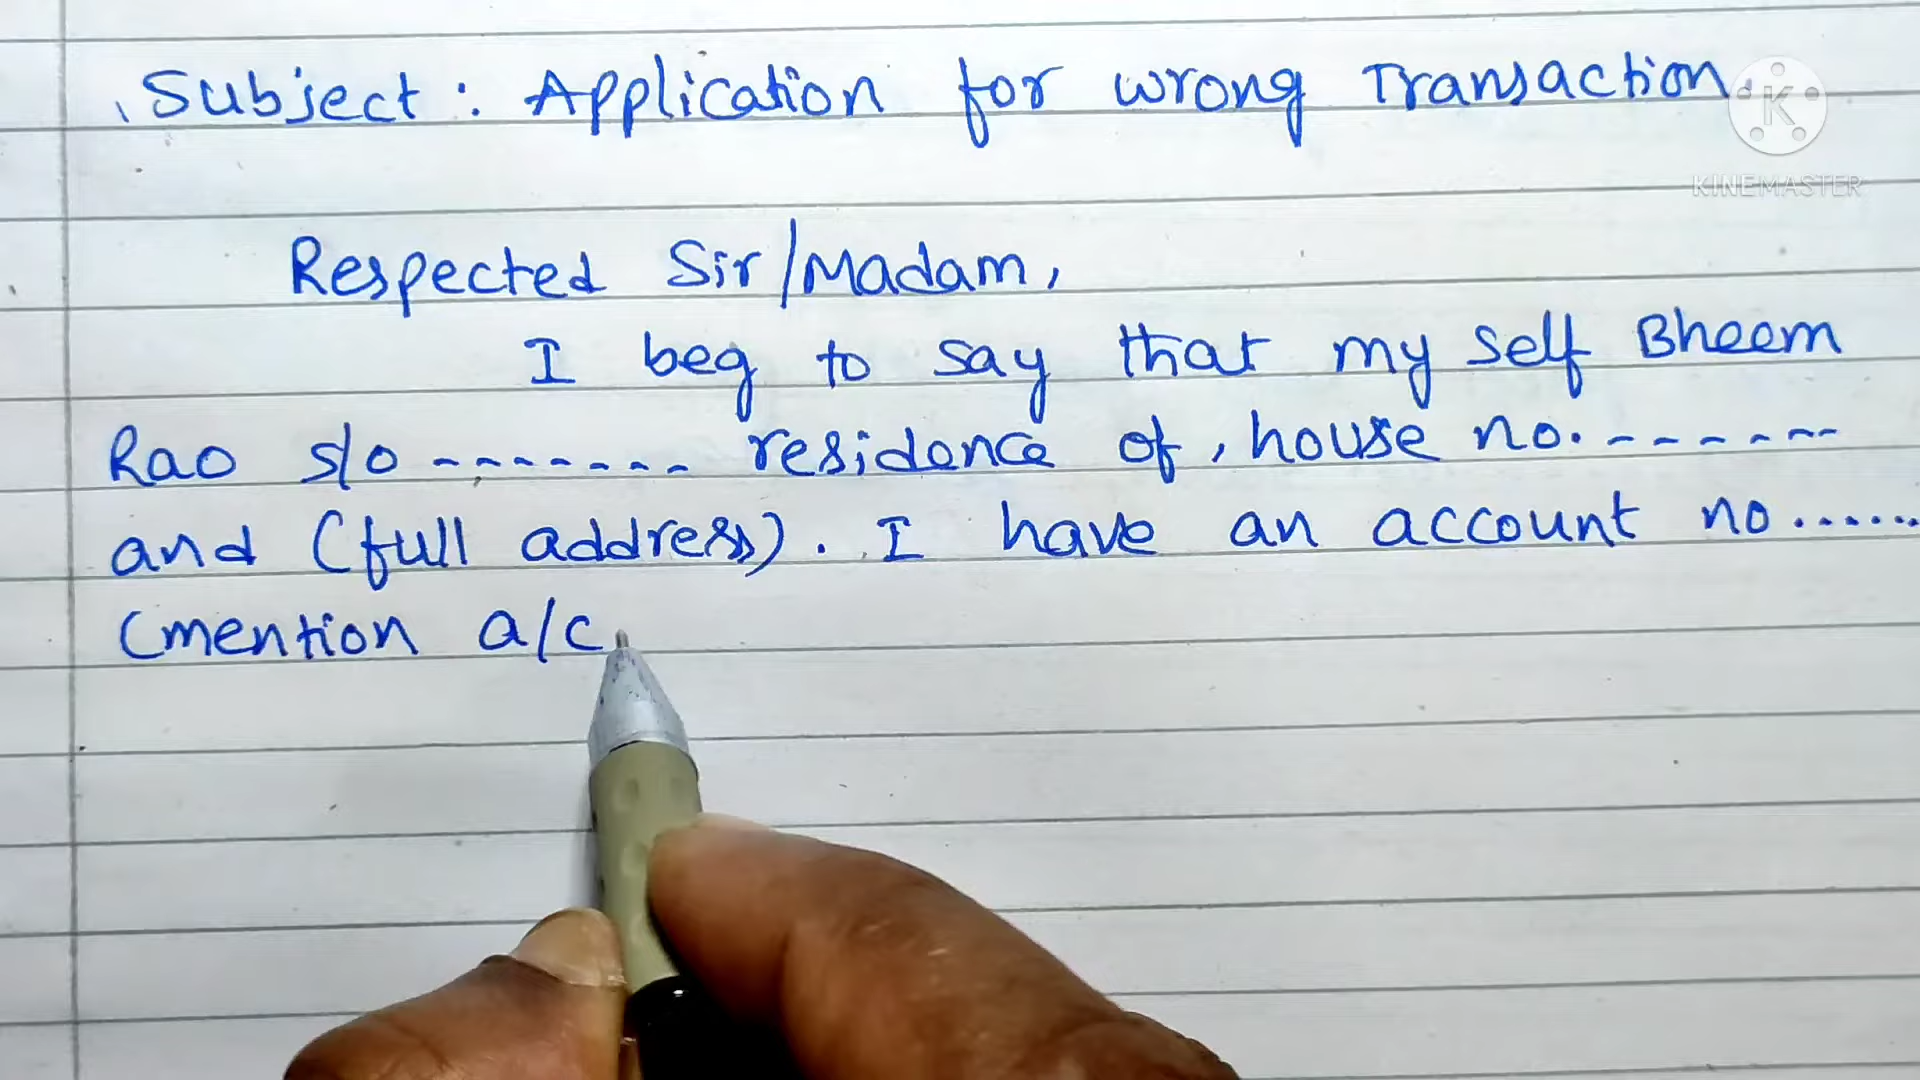 Subject: Application for wrong Transaction.
K
KINEMASTER
Respected Sir/Madam,
I beg to say that my self Bheem
Rao s/o ------- residence of, house no. -------
and (full address). I have an account no......
(mention a/c